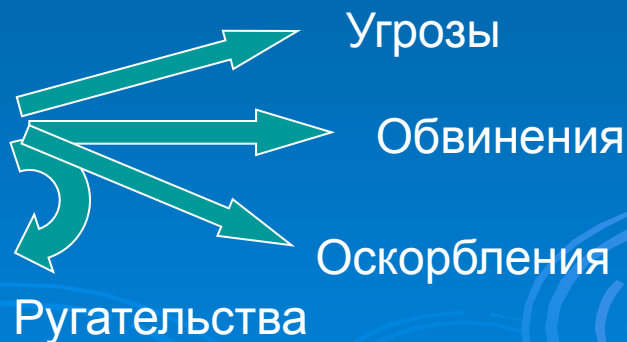 Угрозы
Обвинения
Оскорбления
Ругательства